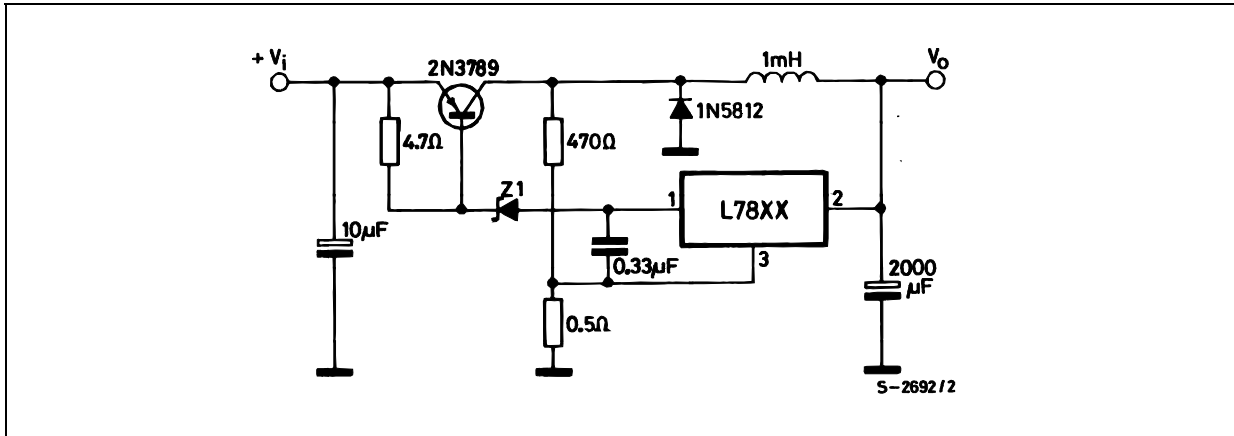 + Vi
2N3789
1mH
Vo
4.7Ω
470Ω
1N5812
Z1
1
L78XX
2
10µF
0.33µF
3
2000
µF
0.5Ω
S-2692/2